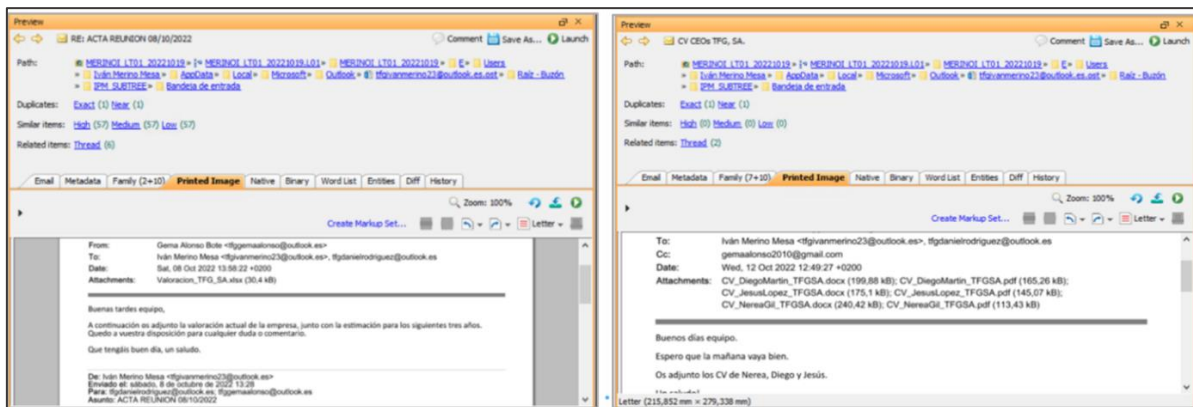 Preview
RE: ACTA REUNION 08/10/2022
Comment Save As... Launch
Path: MERINOI_LT01_20221019 » MERINOI_LT01_20221019.L01 » MERINOI_LT01_20221019 » E » Users
» Iván Merino Mesa » AppData » Local » Microsoft » Outlook » tfgivanmerino23@outlook.es.ost » Raíz - Buzón
» IPM_SUBTREE » Bandeja de entrada
Duplicates: Exact (1) Near (1)
Similar items: High (57) Medium (57) Low (57)
Related items: Thread (6)
Email Metadata Family (2+10) Printed Image Native Binary Word List Entities Diff History
Zoom: 100%
Create Markup Set... Letter
From: Gema Alonso Bote <tfggemaalonso@outlook.es>
To: Iván Merino Mesa <tfgivanmerino23@outlook.es>, tfgdanielrodriguez@outlook.es
Date: Sat, 08 Oct 2022 13:58:22 +0200
Attachments: Valoracion_TFG_SA.xlsx (30,4 kB)
Buenas tardes equipo,
A continuación os adjunto la valoración actual de la empresa, junto con la estimación para los siguientes tres años.
Quedo a vuestra disposición para cualquier duda o comentario.
Que tengáis buen día, un saludo.
De: Iván Merino Mesa <tfgivanmerino23@outlook.es>
Enviado el: sábado, 8 de octubre de 2022 13:28
Para: tfgdanielrodriguez@outlook.es; tfggemaalonso@outlook.es
Asunto: ACTA REUNION 08/10/2022
Preview
CV CEOs TFG, SA.
Comment Save As... Launch
Path: MERINOI_LT01_20221019 » MERINOI_LT01_20221019.L01 » MERINOI_LT01_20221019 » E » Users
» Iván Merino Mesa » AppData » Local » Microsoft » Outlook » tfgivanmerino23@outlook.es.ost » Raíz - Buzón
» IPM_SUBTREE » Bandeja de entrada
Duplicates: Exact (1) Near (1)
Similar items: High (0) Medium (0) Low (0)
Related items: Thread (2)
Email Metadata Family (7+10) Printed Image Native Binary Word List Entities Diff History
Zoom: 100%
Create Markup Set... Letter
To: Iván Merino Mesa <tfgivanmerino23@outlook.es>, tfgdanielrodriguez@outlook.es
Cc: gemaalonso2010@gmail.com
Date: Wed, 12 Oct 2022 12:49:27 +0200
Attachments: CV_DiegoMartin_TFGSA.docx (199,88 kB); CV_DiegoMartin_TFGSA.pdf (165,26 kB);
CV_JesusLopez_TFGSA.docx (175,1 kB); CV_JesusLopez_TFGSA.pdf (145,07 kB);
CV_NereaGil_TFGSA.docx (240,42 kB); CV_NereaGil_TFGSA.pdf (113,43 kB)
Buenos días equipo.
Espero que la mañana vaya bien.
Os adjunto los CV de Nerea, Diego y Jesús.
Un saludo!
Letter (215,852 mm × 279,338 mm)